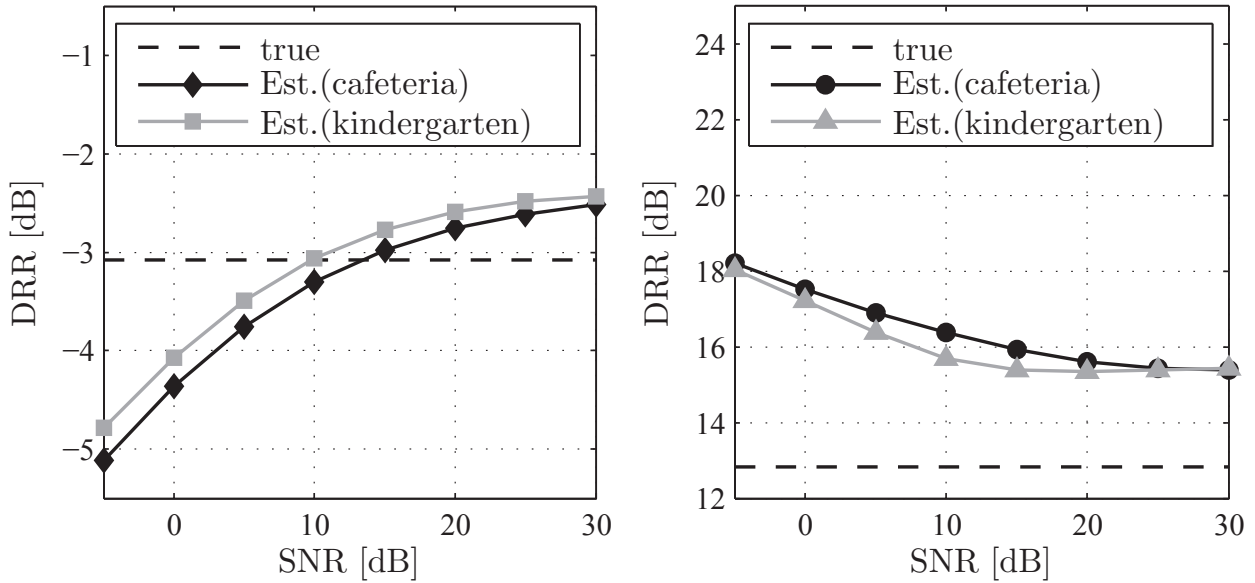 −1
−2
−3
−4
−5
0
10
20
30
DRR [dB]
SNR [dB]
true
Est.(cafeteria)
Est.(kindergarten)
24
22
20
18
16
14
12
0
10
20
30
DRR [dB]
SNR [dB]
true
Est.(cafeteria)
Est.(kindergarten)